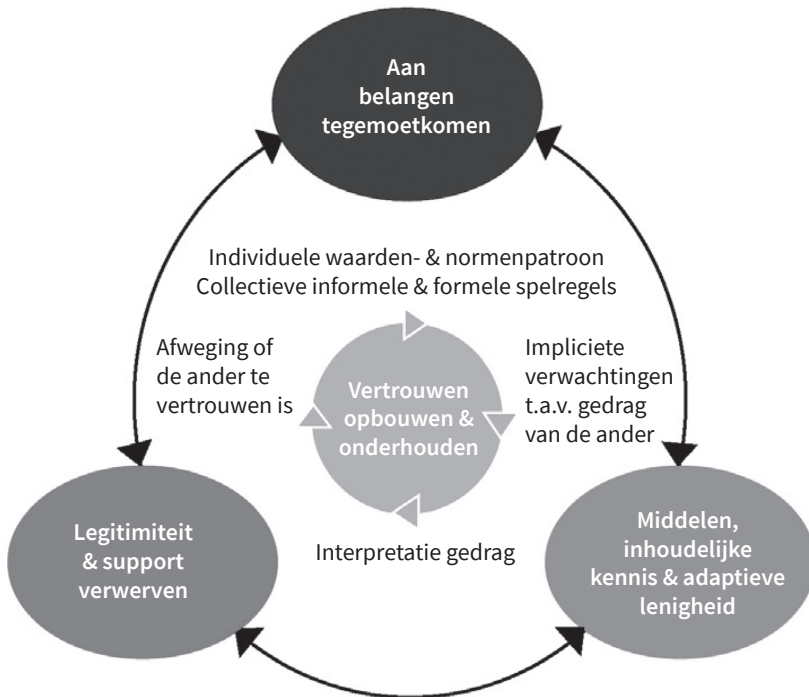 Aan
belangen
tegemoetkomen
Individuele waarden- & normenpatroon
Collectieve informele & formele spelregels
Afweging of
de ander te
vertrouwen is
Vertrouwen
opbouwen &
onderhouden
Impliciete
verwachtingen
t.a.v. gedrag
van de ander
Interpretatie gedrag
Legitimiteit
& support
verwerven
Middelen,
inhoudelijke
kennis & adaptieve
lenigheid